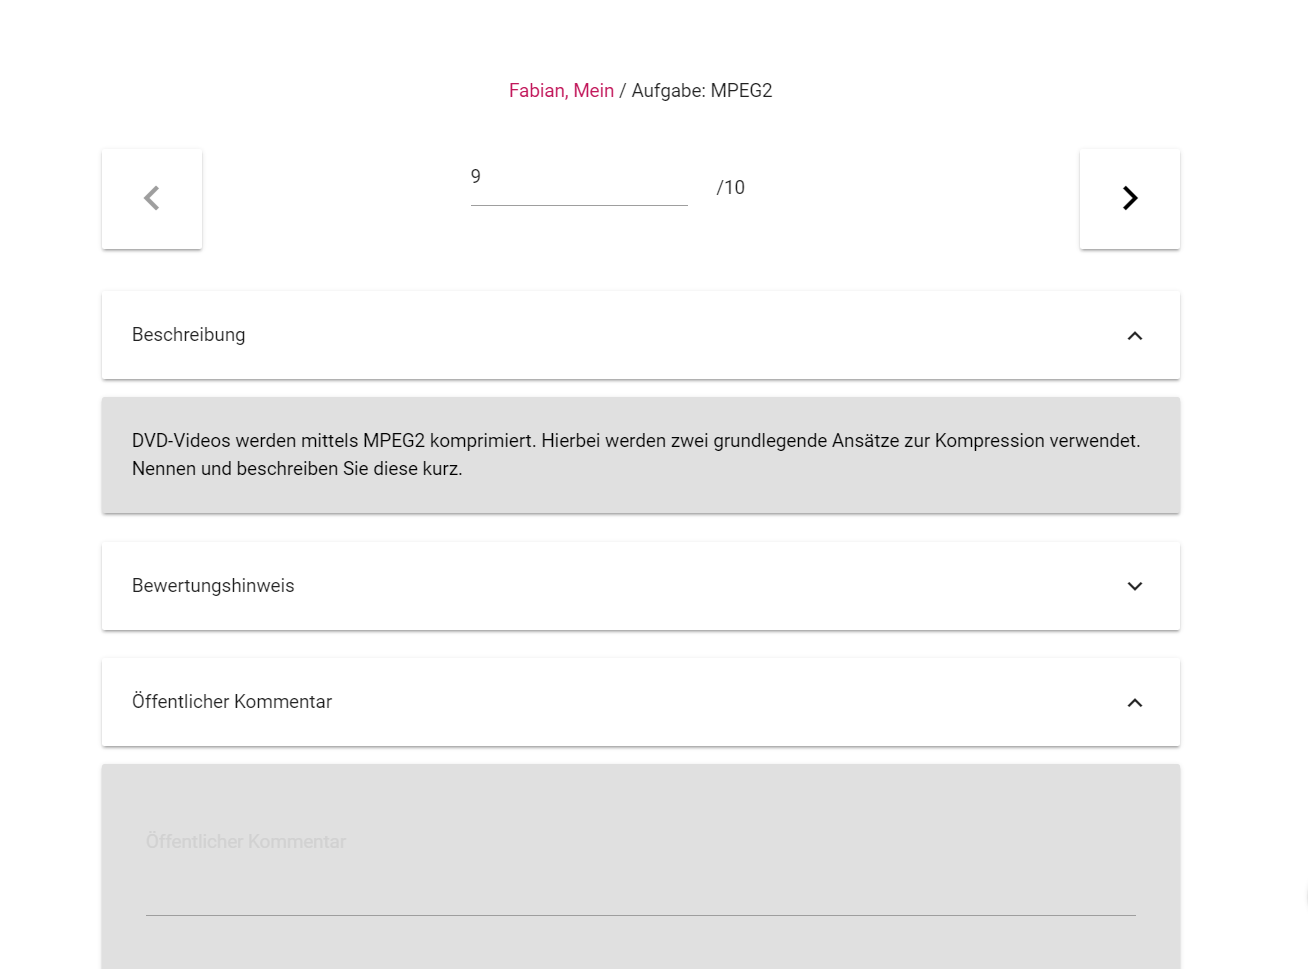 Fabian, Mein / Aufgabe: MPEG2
9
/10
Beschreibung
DVD-Videos werden mittels MPEG2 komprimiert. Hierbei werden zwei grundlegende Ansätze zur Kompression verwendet.
Nennen und beschreiben Sie diese kurz.
Bewertungshinweis
Öffentlicher Kommentar
Öffentlicher Kommentar